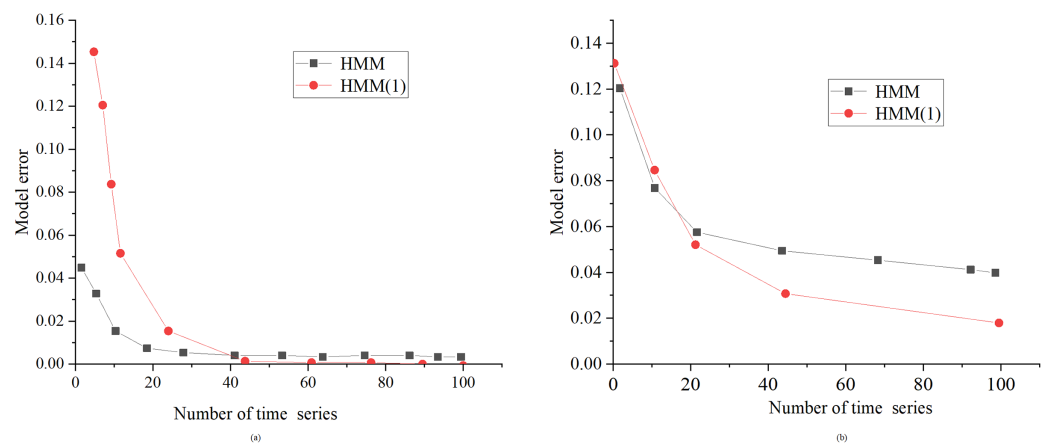 0.16
0.14
0.12
0.10
0.08
0.06
0.04
0.02
0.00
Model error
HMM
HMM(1)
0 20 40 60 80 100
Number of time series
(a)
0.14
0.12
0.10
0.08
0.06
0.04
0.02
0.00
Model error
HMM
HMM(1)
0 20 40 60 80 100
Number of time series
(b)